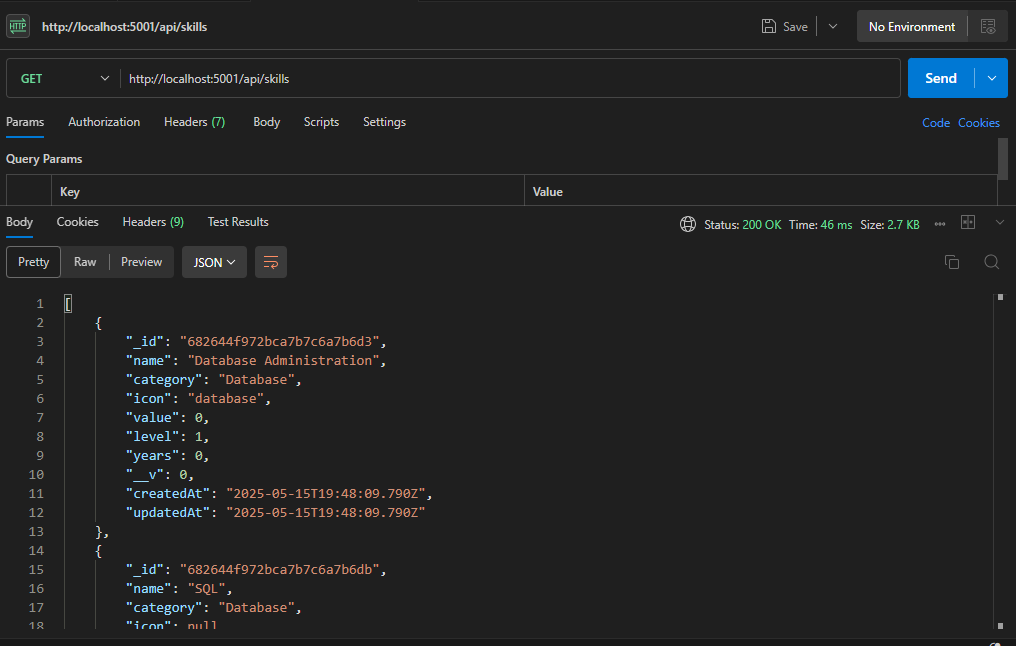 HTTP http://localhost:5001/api/skills Save No Environment
GET http://localhost:5001/api/skills Send
Params Authorization Headers (7) Body Scripts Settings Code Cookies
Query Params
Key Value
Body Cookies Headers (9) Test Results Status: 200 OK Time: 46 ms Size: 2.7 KB
Pretty Raw Preview JSON
1 [
2 {
3 "_id": "682644f972bca7b7c6a7b6d3",
4 "name": "Database Administration",
5 "category": "Database",
6 "icon": "database",
7 "value": 0,
8 "level": 1,
9 "years": 0,
10 "__v": 0,
11 "createdAt": "2025-05-15T19:48:09.790Z",
12 "updatedAt": "2025-05-15T19:48:09.790Z"
13 },
14 {
15 "_id": "682644f972bca7b7c6a7b6db",
16 "name": "SQL",
17 "category": "Database",
18 "icon": null